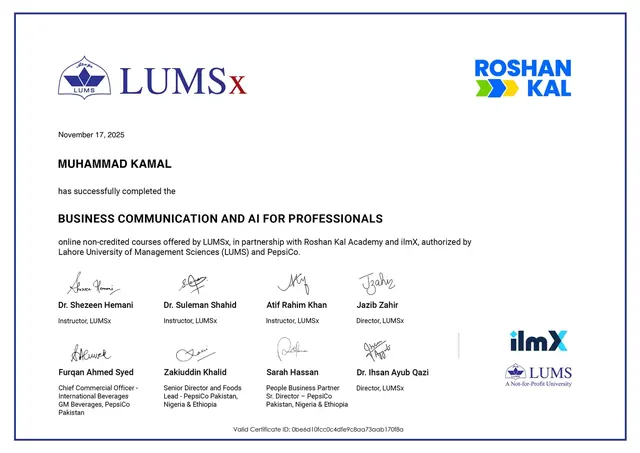 LUMS
LUMSx
ROSHAN
KAL
November 17, 2025
MUHAMMAD KAMAL
has successfully completed the
BUSINESS COMMUNICATION AND AI FOR PROFESSIONALS
online non-credited courses offered by LUMSx, in partnership with Roshan Kal Academy and ilmX, authorized by
Lahore University of Management Sciences (LUMS) and PepsiCo.
Dr. Shezeen Hemani
Instructor, LUMSx
Dr. Suleman Shahid
Instructor, LUMSx
Atif Rahim Khan
Instructor, LUMSx
Jazib Zahir
Director, LUMSx
Furqan Ahmed Syed
Chief Commercial Officer -
International Beverages
GM Beverages, PepsiCo
Pakistan
Zakiuddin Khalid
Senior Director and Foods
Lead - PepsiCo Pakistan,
Nigeria & Ethiopia
Sarah Hassan
People Business Partner
Sr. Director – PepsiCo
Pakistan, Nigeria & Ethiopia
Dr. Ihsan Ayub Qazi
Director, LUMSx
ilmX
LUMS
A Not-for-Profit University
Valid Certificate ID: 0be6d10fcc0c4dfe9c8aa73aab170f8a